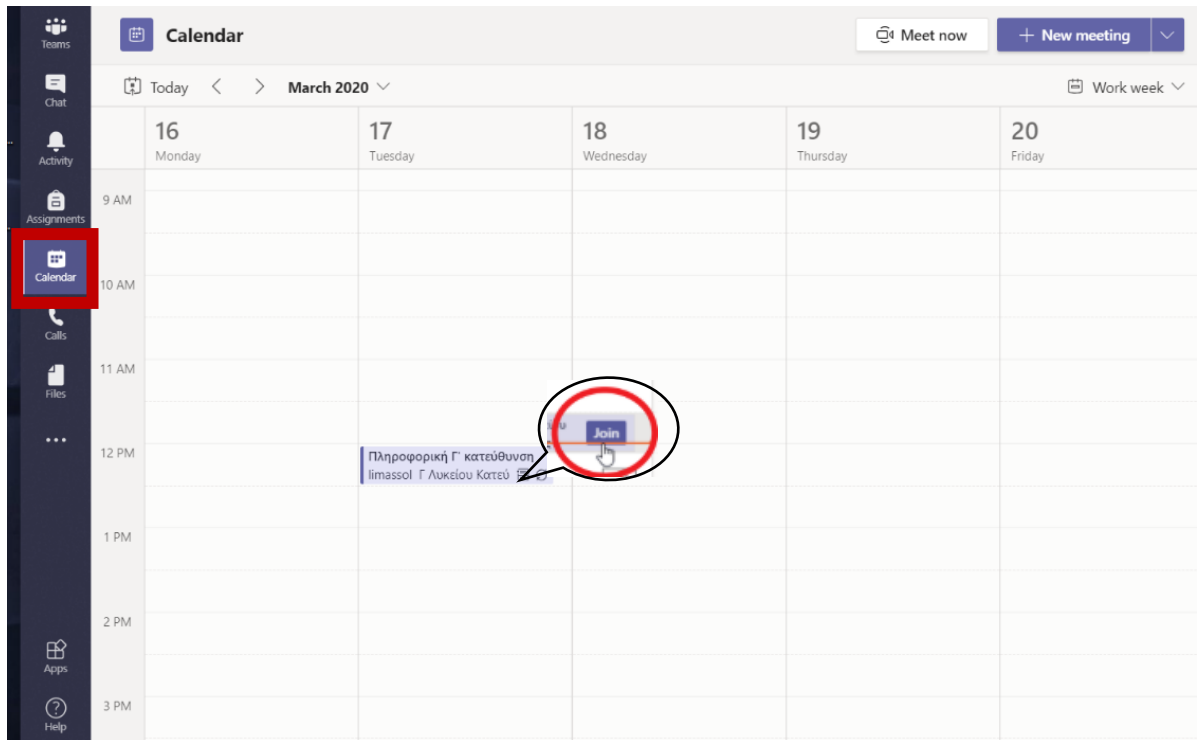 Teams
Chat
Activity
Assignments
Calendar
Calls
Files
Apps
Help
Calendar
Meet now
+ New meeting
Today
March 2020
Work week
16
Monday
17
Tuesday
18
Wednesday
19
Thursday
20
Friday
9 AM
10 AM
11 AM
12 PM
1 PM
2 PM
3 PM
Πληροφορική Γ' κατεύθυνση
limassol Γ Λυκείου Κατεύ
Join